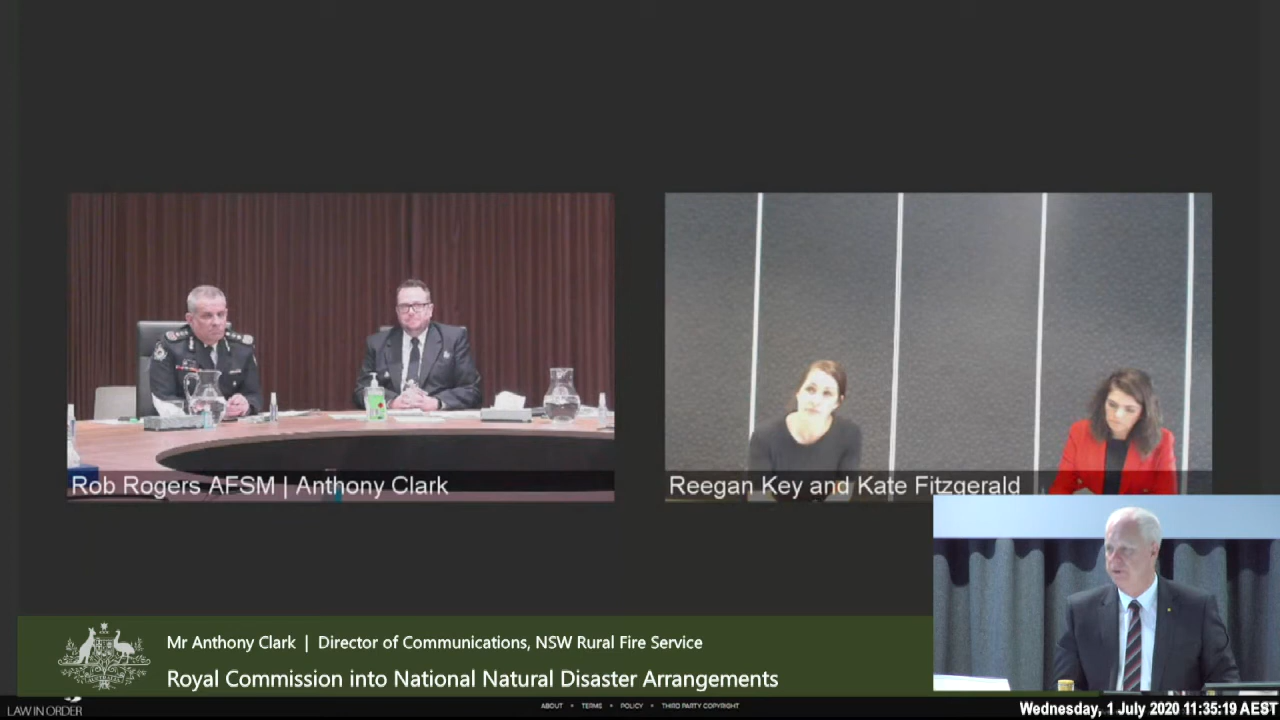 Rob Rogers AFSM | Anthony Clark
Reegan Key and Kate Fitzgerald
Mr Anthony Clark | Director of Communications, NSW Rural Fire Service
Royal Commission into National Natural Disaster Arrangements
LAW IN ORDER
ABOUT • TERMS • POLICY • THIRD PARTY COPYRIGHT
Wednesday, 1 July 2020 11:35:19 AEST